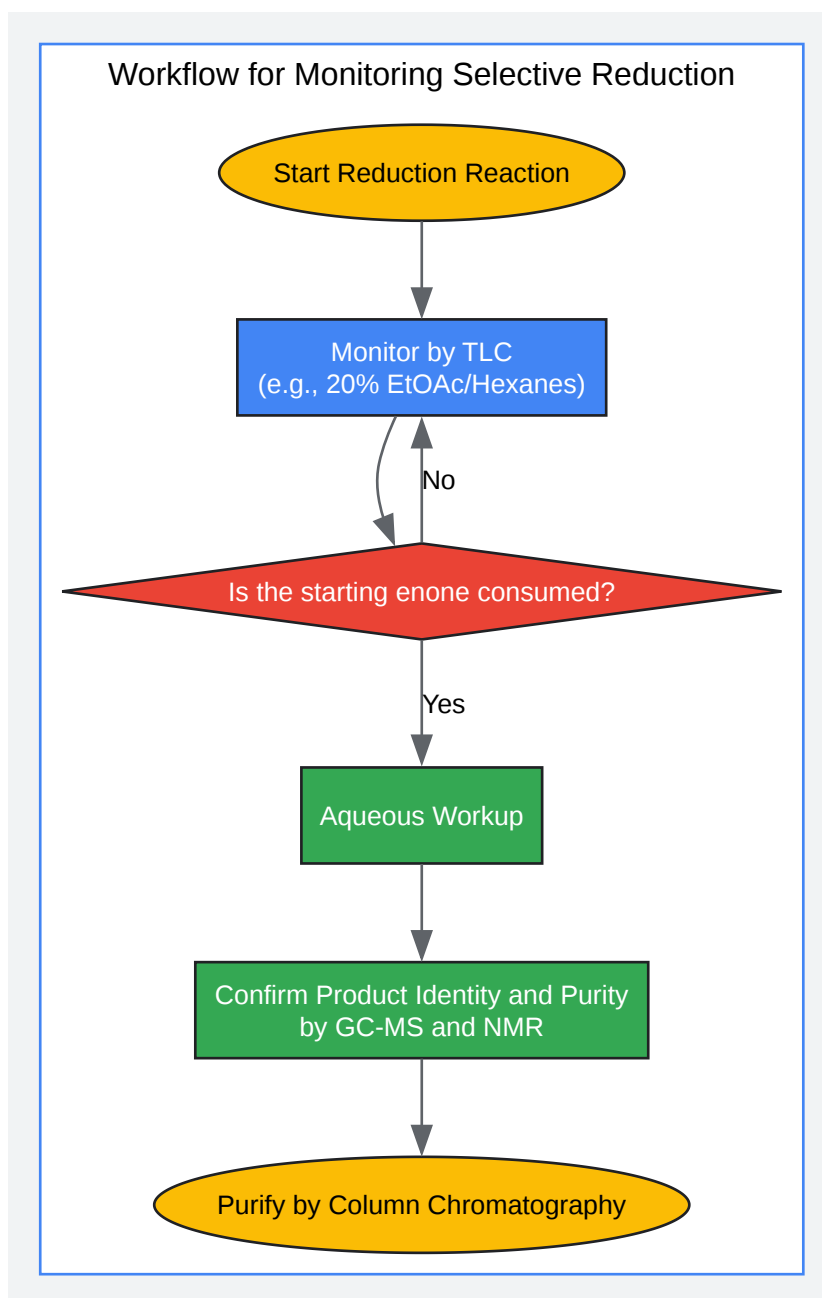 Workflow for Monitoring Selective Reduction
Start Reduction Reaction
Monitor by TLC
(e.g., 20% EtOAc/Hexanes)
No
Is the starting enone consumed?
Yes
Aqueous Workup
Confirm Product Identity and Purity
by GC-MS and NMR
Purify by Column Chromatography